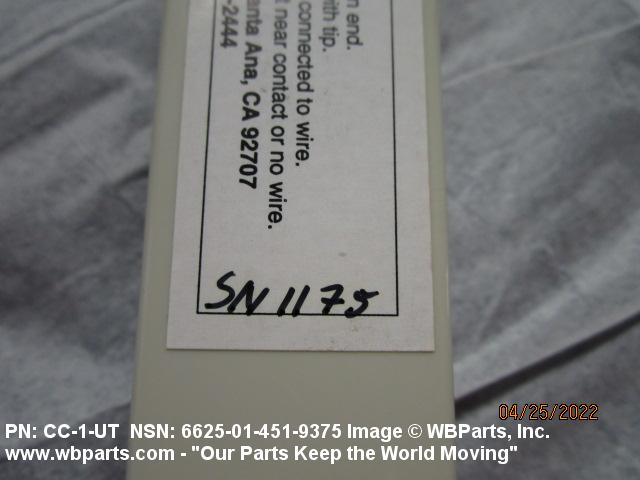 n end.
ith tip.
connected to wire.
t near contact or no wire.
anta Ana, CA 92707
-2444
SN 1175
04/25/2022
PN: CC-1-UT NSN: 6625-01-451-9375 Image © WBParts, Inc.
www.wbparts.com - "Our Parts Keep the World Moving"